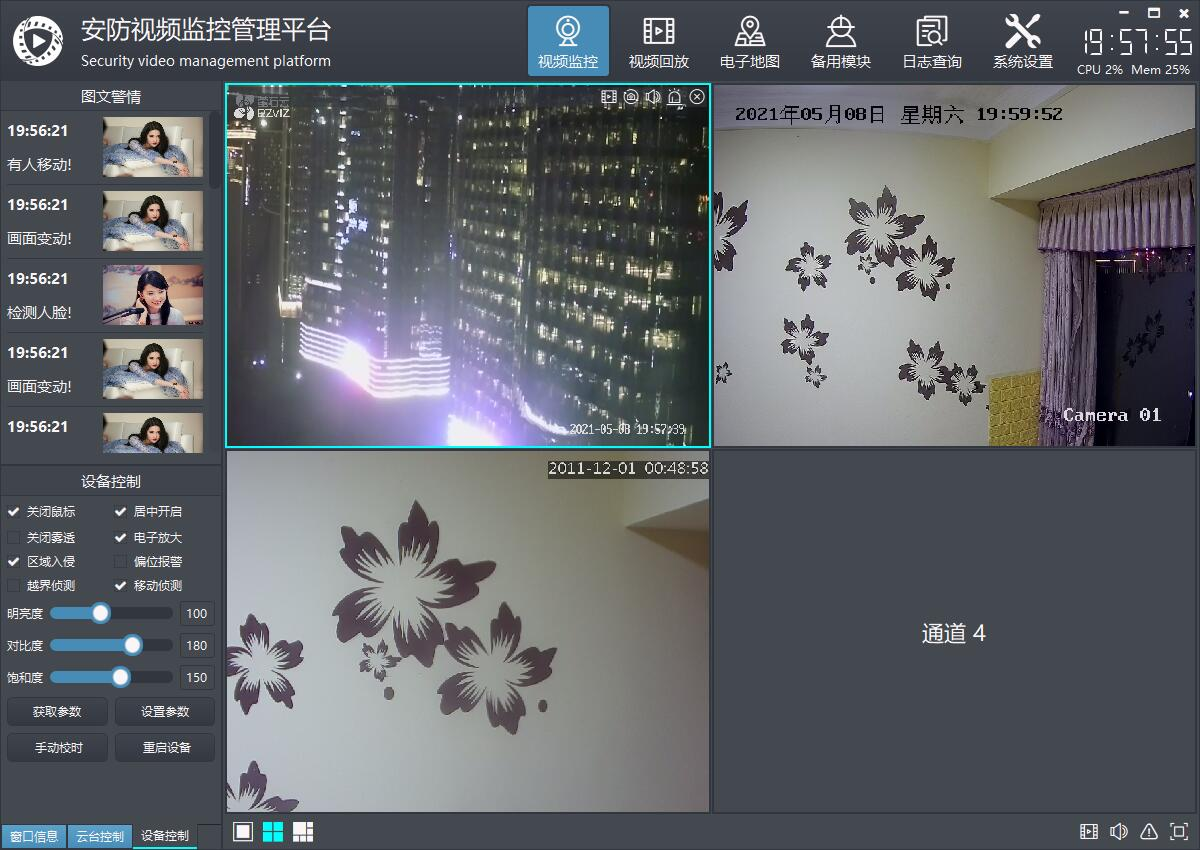 安防视频监控管理平台
Security video management platform
视频监控
视频回放
电子地图
备用模块
日志查询
系统设置
19:57:55
CPU 2% Mem 25%
图文警情
19:56:21
有人移动!
19:56:21
画面变动!
19:56:21
检测人脸!
19:56:21
画面变动!
19:56:21
萤石云
EZVIZ
2021-05-08 19:57:39
2021年05月08日 星期六 19:59:52
Camera 01
设备控制
关闭鼠标
居中开启
关闭雾透
电子放大
区域入侵
偏位报警
越界侦测
移动侦测
明亮度 100
对比度 180
饱和度 150
获取参数
设置参数
手动校时
重启设备
2011-12-01 00:48:58
通道 4
窗口信息
云台控制
设备控制